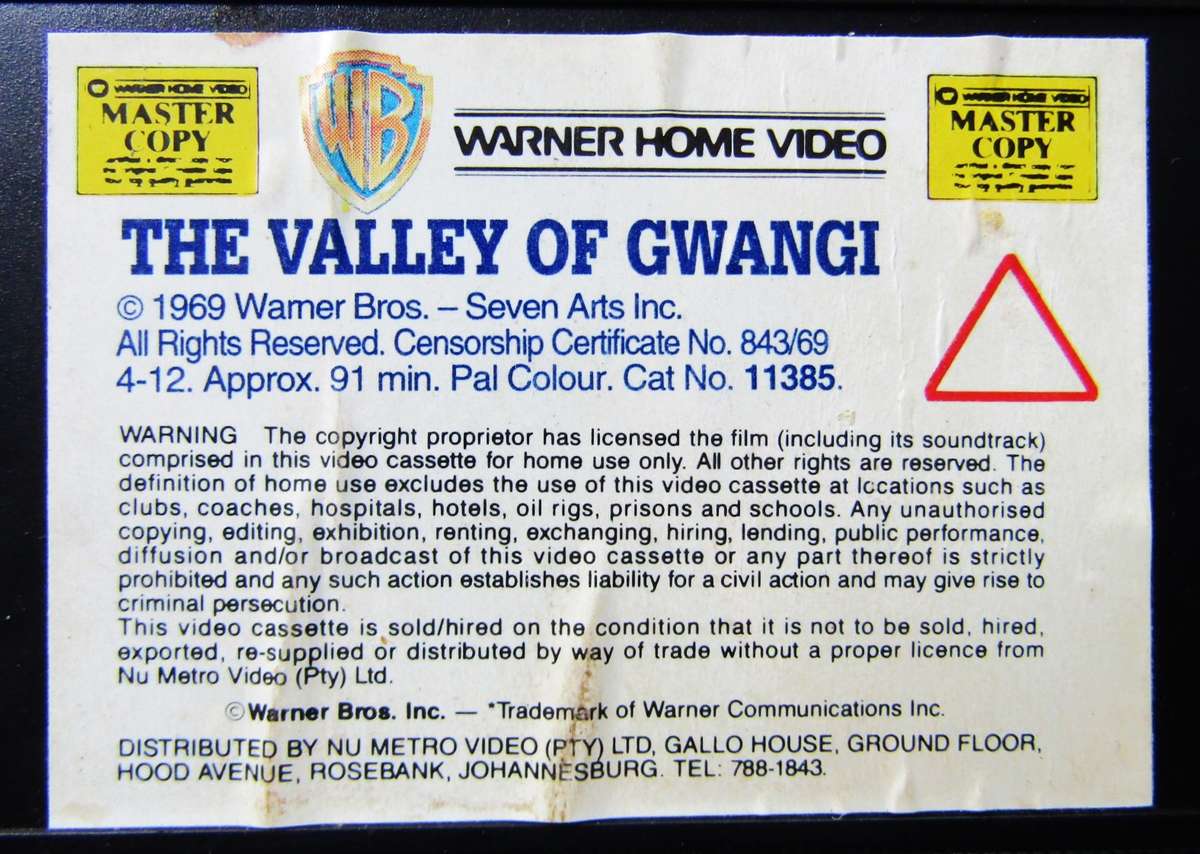 WARNER HOME VIDEO
MASTER
COPY
WB
WARNER HOME VIDEO
WARNER HOME VIDEO
MASTER
COPY
THE VALLEY OF GWANGI
© 1969 Warner Bros. – Seven Arts Inc.
All Rights Reserved. Censorship Certificate No. 843/69
4-12. Approx. 91 min. Pal Colour. Cat No. 11385.
WARNING The copyright proprietor has licensed the film (including its soundtrack)
comprised in this video cassette for home use only. All other rights are reserved. The
definition of home use excludes the use of this video cassette at locations such as
clubs, coaches, hospitals, hotels, oil rigs, prisons and schools. Any unauthorised
copying, editing, exhibition, renting, exchanging, hiring, lending, public performance,
diffusion and/or broadcast of this video cassette or any part thereof is strictly
prohibited and any such action establishes liability for a civil action and may give rise to
criminal persecution.
This video cassette is sold/hired on the condition that it is not to be sold, hired,
exported, re-supplied or distributed by way of trade without a proper licence from
Nu Metro Video (Pty) Ltd.
©Warner Bros. Inc. — *Trademark of Warner Communications Inc.
DISTRIBUTED BY NU METRO VIDEO (PTY) LTD, GALLO HOUSE, GROUND FLOOR,
HOOD AVENUE, ROSEBANK, JOHANNESBURG. TEL: 788-1843.